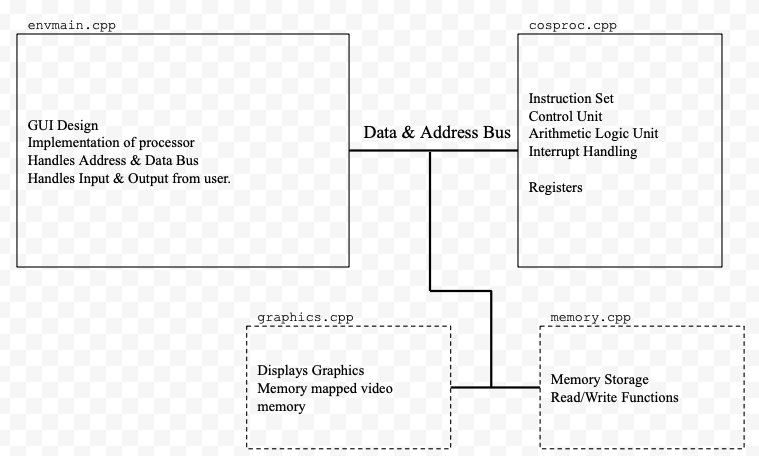 envmain.cpp
GUI Design
Implementation of processor
Handles Address & Data Bus
Handles Input & Output from user.
Data & Address Bus
cosproc.cpp
Instruction Set
Control Unit
Arithmetic Logic Unit
Interrupt Handling
Registers
graphics.cpp
Displays Graphics
Memory mapped video
memory
memory.cpp
Memory Storage
Read/Write Functions